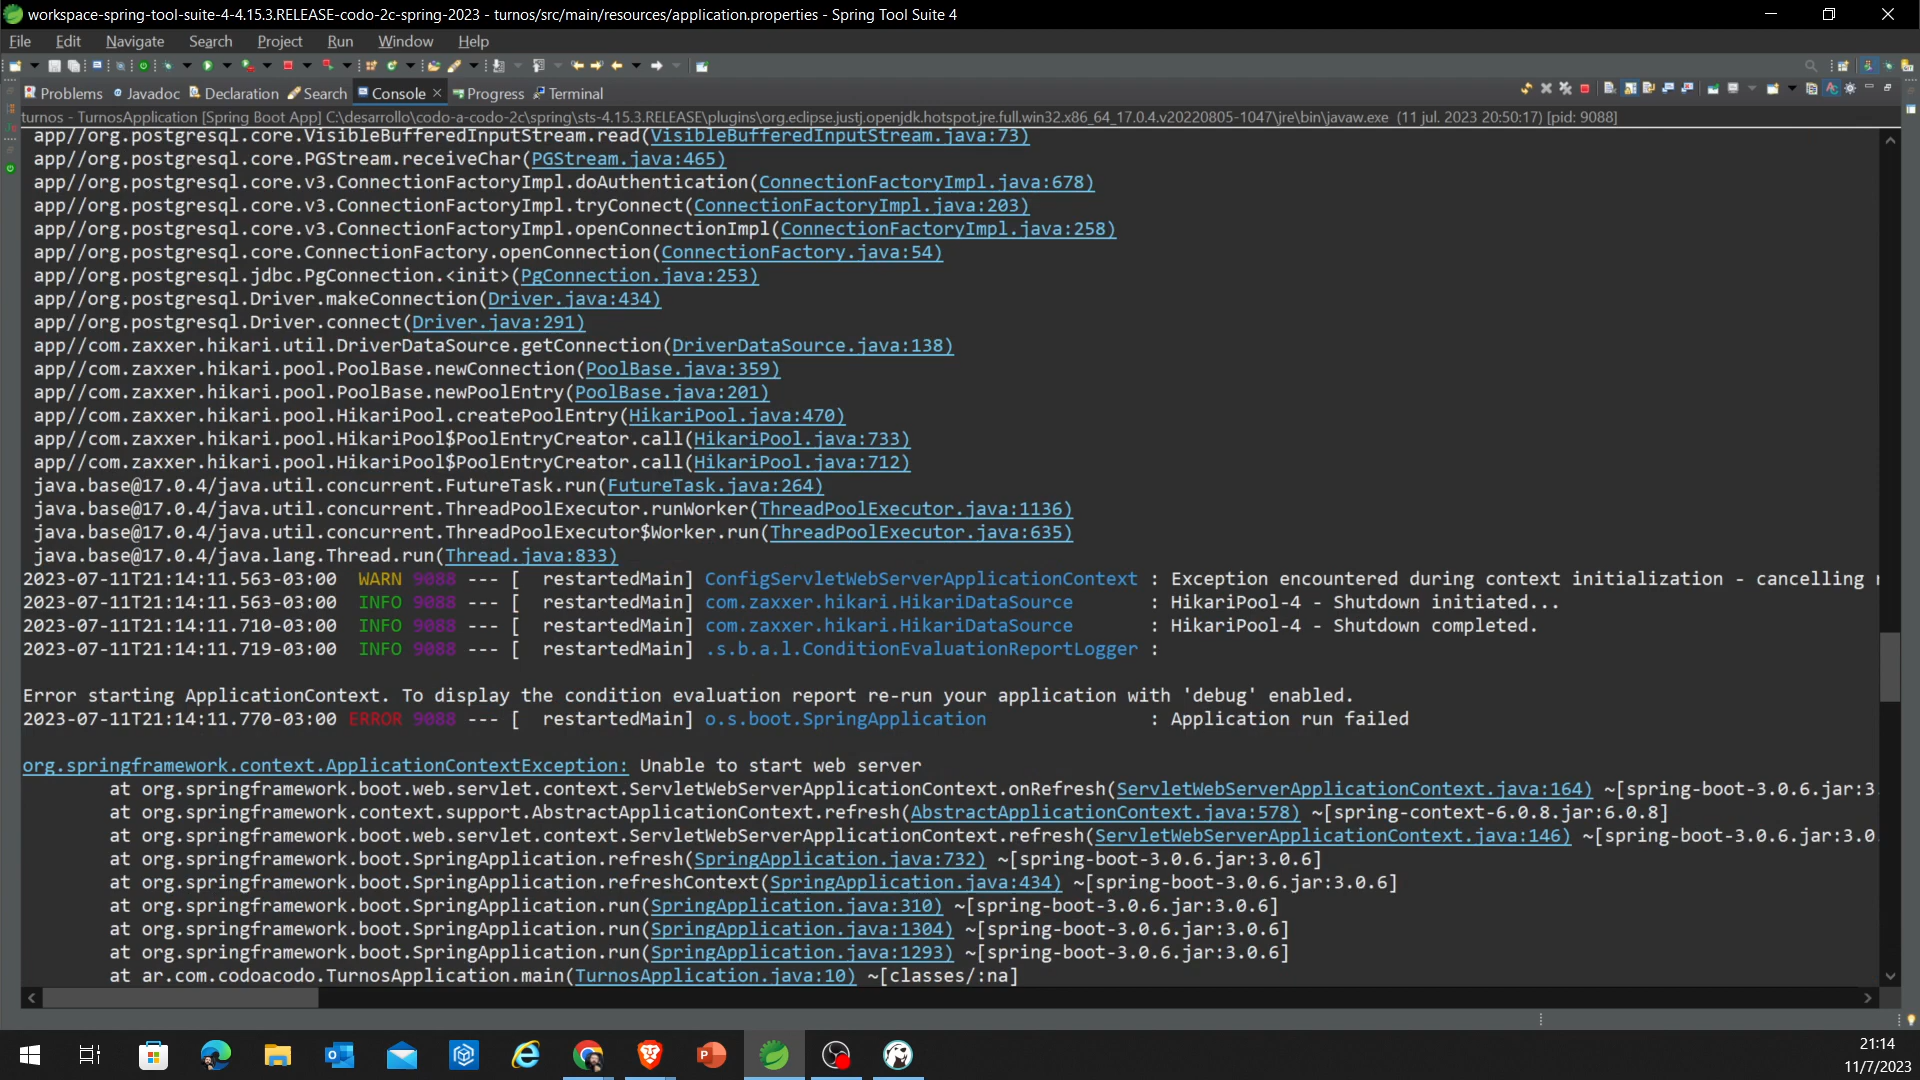 workspace-spring-tool-suite-4-4.15.3.RELEASE-codo-2c-spring-2023 - turnos/src/main/resources/application.properties - Spring Tool Suite 4
File Edit Navigate Search Project Run Window Help
Problems Javadoc Declaration Search Console Progress Terminal
turnos - TurnosApplication [Spring Boot App] C:\desarrollo\codo-a-codo-2c\spring\sts-4.15.3.RELEASE\plugins\org.eclipse.justj.openjdk.hotspot.jre.full.win32.x86_64_17.0.4.v20220805-1047\jre\bin\javaw.exe (11 jul. 2023 20:50:17) [pid: 9088]
app//org.postgresql.core.VisibleBufferedInputStream.read(VisibleBufferedInputStream.java:73)
app//org.postgresql.core.PGStream.receiveChar(PGStream.java:465)
app//org.postgresql.core.v3.ConnectionFactoryImpl.doAuthentication(ConnectionFactoryImpl.java:678)
app//org.postgresql.core.v3.ConnectionFactoryImpl.tryConnect(ConnectionFactoryImpl.java:203)
app//org.postgresql.core.v3.ConnectionFactoryImpl.openConnectionImpl(ConnectionFactoryImpl.java:258)
app//org.postgresql.core.ConnectionFactory.openConnection(ConnectionFactory.java:54)
app//org.postgresql.jdbc.PgConnection.<init>(PgConnection.java:253)
app//org.postgresql.Driver.makeConnection(Driver.java:434)
app//org.postgresql.Driver.connect(Driver.java:291)
app//com.zaxxer.hikari.util.DriverDataSource.getConnection(DriverDataSource.java:138)
app//com.zaxxer.hikari.pool.PoolBase.newConnection(PoolBase.java:359)
app//com.zaxxer.hikari.pool.PoolBase.newPoolEntry(PoolBase.java:201)
app//com.zaxxer.hikari.pool.HikariPool.createPoolEntry(HikariPool.java:470)
app//com.zaxxer.hikari.pool.HikariPool$PoolEntryCreator.call(HikariPool.java:733)
app//com.zaxxer.hikari.pool.HikariPool$PoolEntryCreator.call(HikariPool.java:712)
java.base@17.0.4/java.util.concurrent.FutureTask.run(FutureTask.java:264)
java.base@17.0.4/java.util.concurrent.ThreadPoolExecutor.runWorker(ThreadPoolExecutor.java:1136)
java.base@17.0.4/java.util.concurrent.ThreadPoolExecutor$Worker.run(ThreadPoolExecutor.java:635)
java.base@17.0.4/java.lang.Thread.run(Thread.java:833)
2023-07-11T21:14:11.563-03:00 WARN 9088 --- [ restartedMain] ConfigServletWebServerApplicationContext : Exception encountered during context initialization - cancelling
2023-07-11T21:14:11.563-03:00 INFO 9088 --- [ restartedMain] com.zaxxer.hikari.HikariDataSource : HikariPool-4 - Shutdown initiated...
2023-07-11T21:14:11.710-03:00 INFO 9088 --- [ restartedMain] com.zaxxer.hikari.HikariDataSource : HikariPool-4 - Shutdown completed.
2023-07-11T21:14:11.719-03:00 INFO 9088 --- [ restartedMain] .s.b.a.l.ConditionEvaluationReportLogger :
Error starting ApplicationContext. To display the condition evaluation report re-run your application with 'debug' enabled.
2023-07-11T21:14:11.770-03:00 ERROR 9088 --- [ restartedMain] o.s.boot.SpringApplication : Application run failed
org.springframework.context.ApplicationContextException: Unable to start web server
at org.springframework.boot.web.servlet.context.ServletWebServerApplicationContext.onRefresh(ServletWebServerApplicationContext.java:164) ~[spring-boot-3.0.6.jar:3.
at org.springframework.context.support.AbstractApplicationContext.refresh(AbstractApplicationContext.java:578) ~[spring-context-6.0.8.jar:6.0.8]
at org.springframework.boot.web.servlet.context.ServletWebServerApplicationContext.refresh(ServletWebServerApplicationContext.java:146) ~[spring-boot-3.0.6.jar:3.0.
at org.springframework.boot.SpringApplication.refresh(SpringApplication.java:732) ~[spring-boot-3.0.6.jar:3.0.6]
at org.springframework.boot.SpringApplication.refreshContext(SpringApplication.java:434) ~[spring-boot-3.0.6.jar:3.0.6]
at org.springframework.boot.SpringApplication.run(SpringApplication.java:310) ~[spring-boot-3.0.6.jar:3.0.6]
at org.springframework.boot.SpringApplication.run(SpringApplication.java:1304) ~[spring-boot-3.0.6.jar:3.0.6]
at org.springframework.boot.SpringApplication.run(SpringApplication.java:1293) ~[spring-boot-3.0.6.jar:3.0.6]
at ar.com.codoacodo.TurnosApplication.main(TurnosApplication.java:10) ~[classes/:na]
21:14
11/7/2023